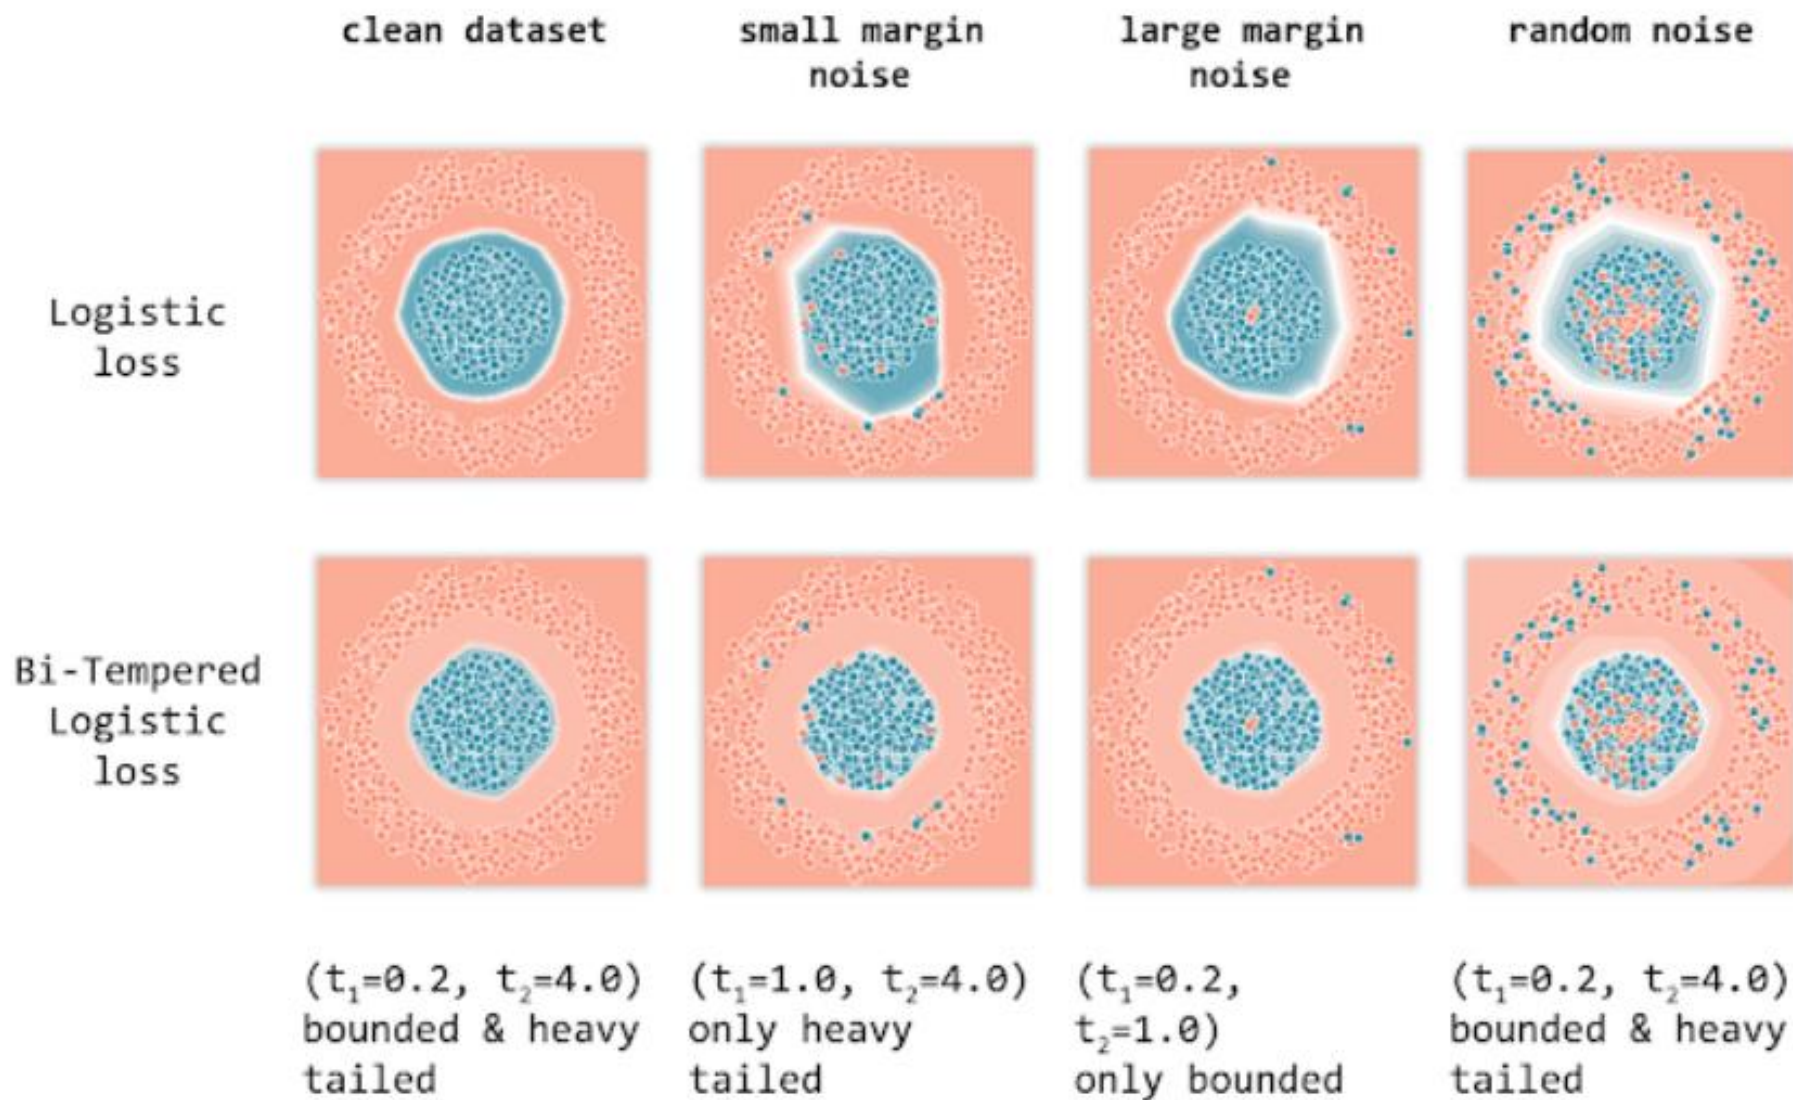 clean dataset
small margin
noise
large margin
noise
random noise
Logistic
loss
Bi-Tempered
Logistic
loss
(t₁=0.2, t₂=4.0)
bounded & heavy
tailed
(t₁=1.0, t₂=4.0)
only heavy
tailed
(t₁=0.2,
t₂=1.0)
only bounded
(t₁=0.2, t₂=4.0)
bounded & heavy
tailed